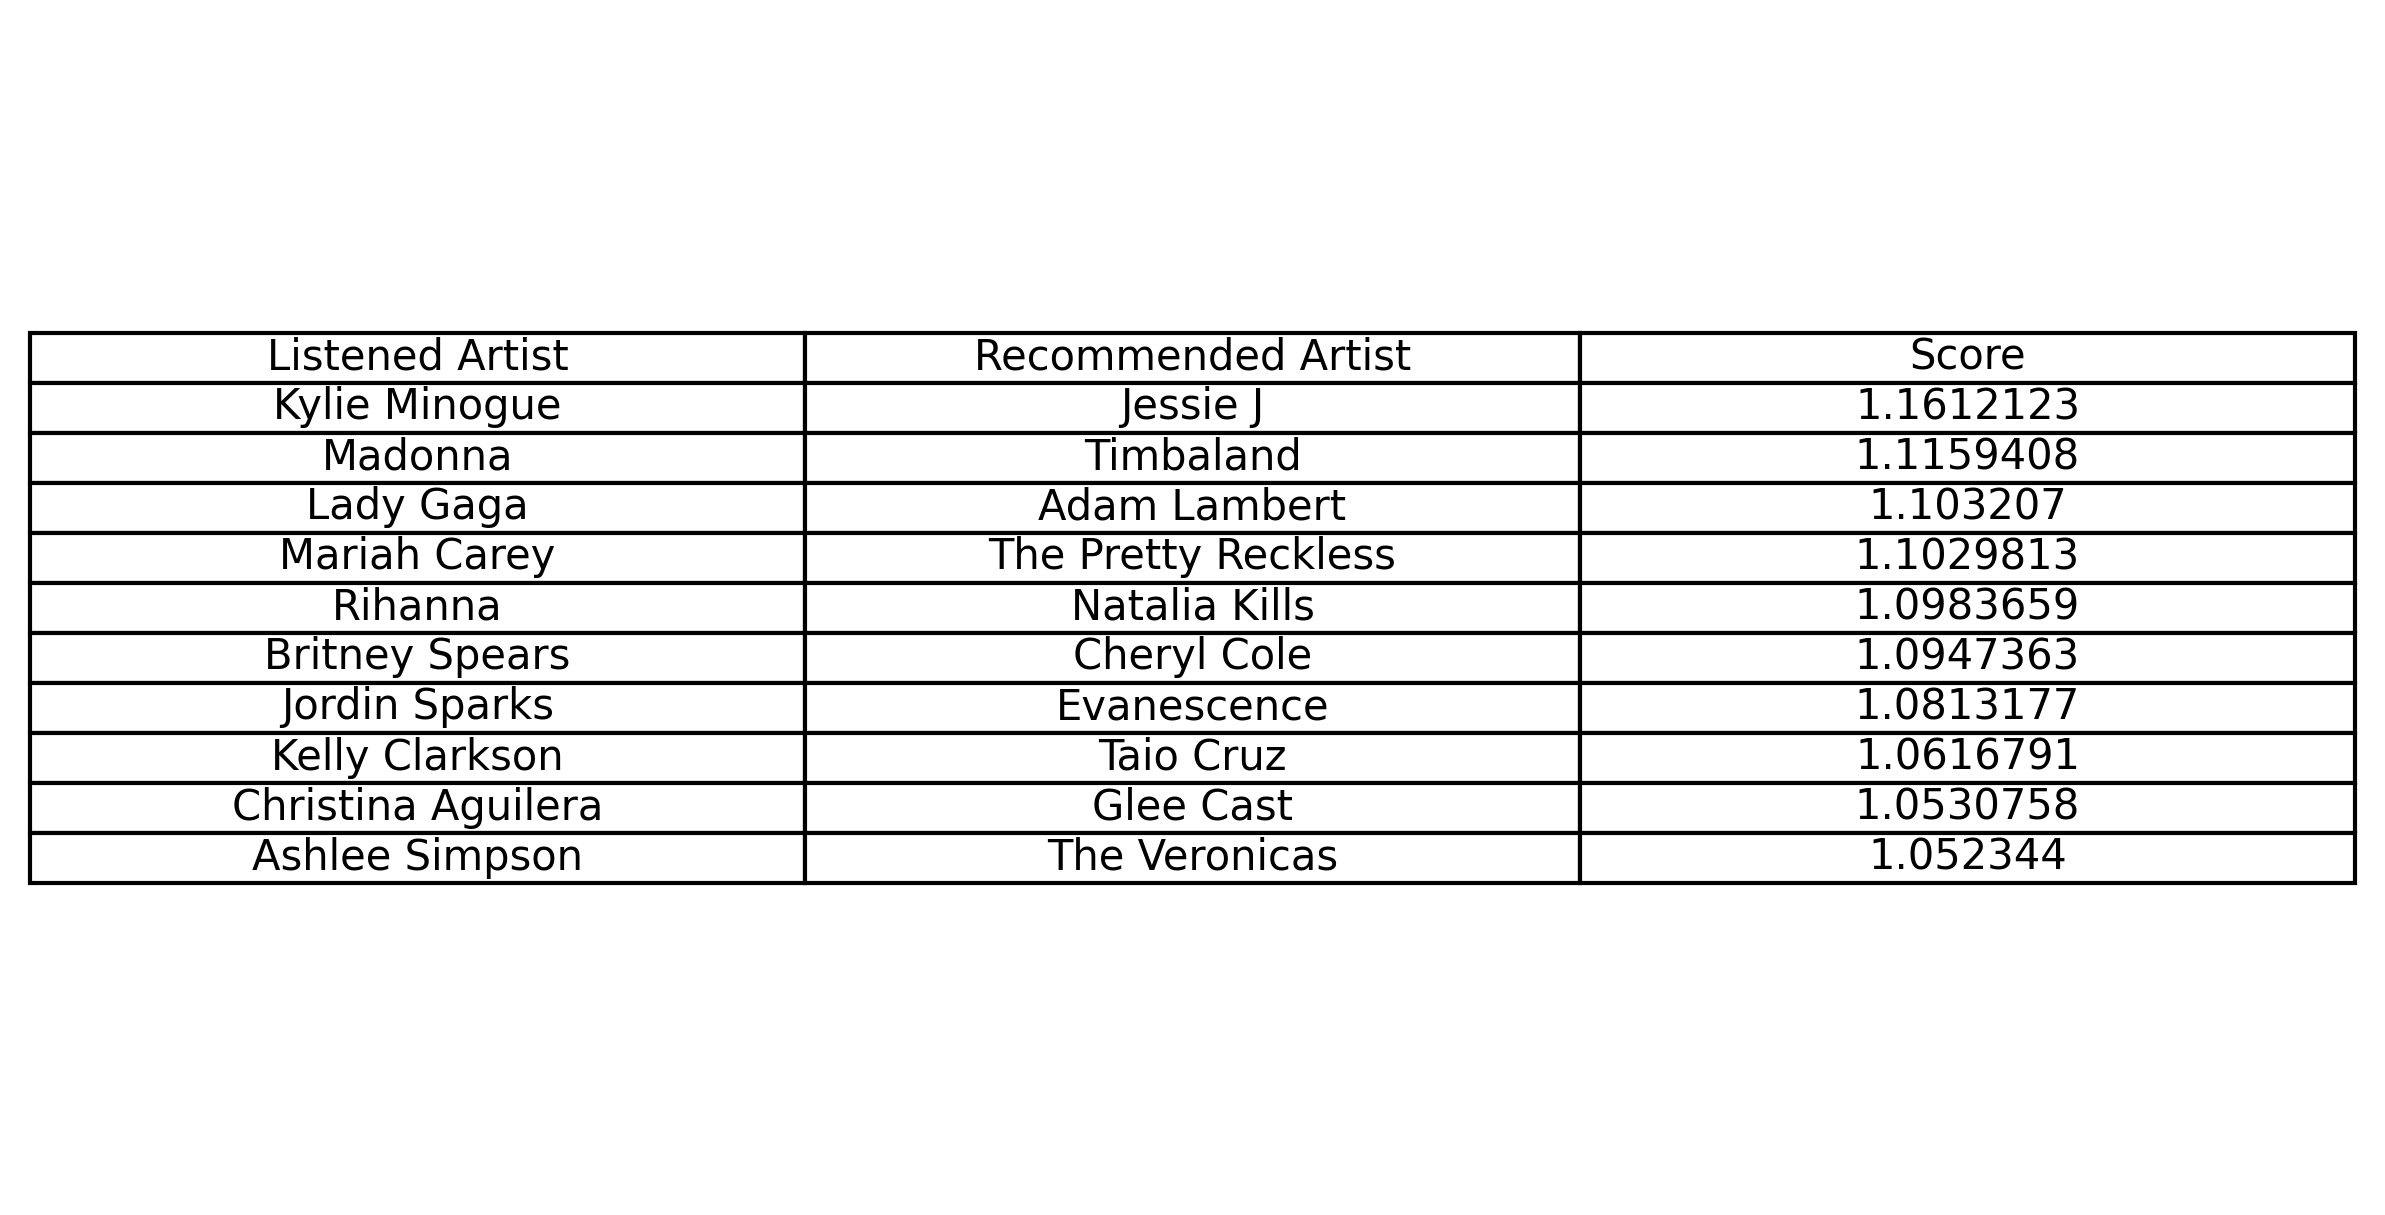 Listened Artist Recommended Artist Score
Kylie Minogue Jessie J 1.1612123
Madonna Timbaland 1.1159408
Lady Gaga Adam Lambert 1.103207
Mariah Carey The Pretty Reckless 1.1029813
Rihanna Natalia Kills 1.0983659
Britney Spears Cheryl Cole 1.0947363
Jordin Sparks Evanescence 1.0813177
Kelly Clarkson Taio Cruz 1.0616791
Christina Aguilera Glee Cast 1.0530758
Ashlee Simpson The Veronicas 1.052344